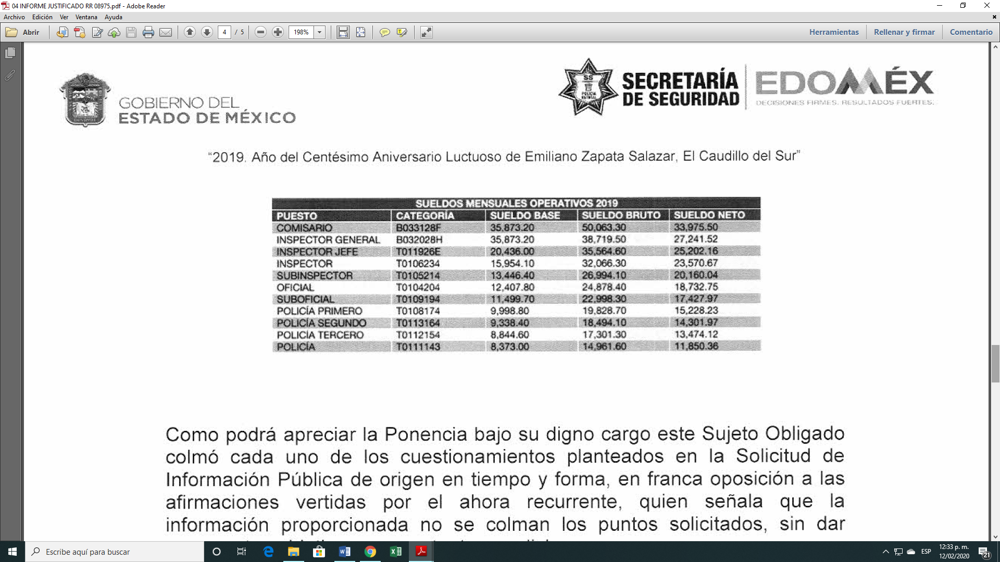 04 INFORME JUSTIFICADO RR 08975.pdf - Adobe Reader
Archivo Edición Ver Ventana Ayuda
Abrir 4 / 5 198% Herramientas Rellenar y firmar Comentario
GOBIERNO DEL
ESTADO DE MÉXICO
SS
POLICÍA
ESTATAL
SECRETARÍA
DE SEGURIDAD
EDOMÉX
DECISIONES FIRMES. RESULTADOS FUERTES.
“2019. Año del Centésimo Aniversario Luctuoso de Emiliano Zapata Salazar, El Caudillo del Sur”
SUELDOS MENSUALES OPERATIVOS 2019
PUESTO CATEGORÍA SUELDO BASE SUELDO BRUTO SUELDO NETO
COMISARIO B033128F 35,873.20 50,063.30 33,975.50
INSPECTOR GENERAL B032028H 35,873.20 38,719.50 27,241.52
INSPECTOR JEFE T011926E 20,436.00 35,564.60 25,202.16
INSPECTOR T0106234 15,954.10 32,066.30 23,570.67
SUBINSPECTOR T0105214 13,446.40 26,994.10 20,160.04
OFICIAL T0104204 12,407.80 24,878.40 18,732.75
SUBOFICIAL T0109194 11,499.70 22,998.30 17,427.97
POLICÍA PRIMERO T0108174 9,998.80 19,828.70 15,228.23
POLICÍA SEGUNDO T0113164 9,338.40 18,494.10 14,301.97
POLICÍA TERCERO T0112154 8,844.60 17,301.30 13,474.12
POLICÍA T0111143 8,373.00 14,961.60 11,850.36
Como podrá apreciar la Ponencia bajo su digno cargo este Sujeto Obligado
colmó cada uno de los cuestionamientos planteados en la Solicitud de
Información Pública de origen en tiempo y forma, en franca oposición a las
afirmaciones vertidas por el ahora recurrente, quien señala que la
información proporcionada no se colman los puntos solicitados, sin dar
Escribe aquí para buscar
ESP
12:33 p. m.
12/02/2020
21